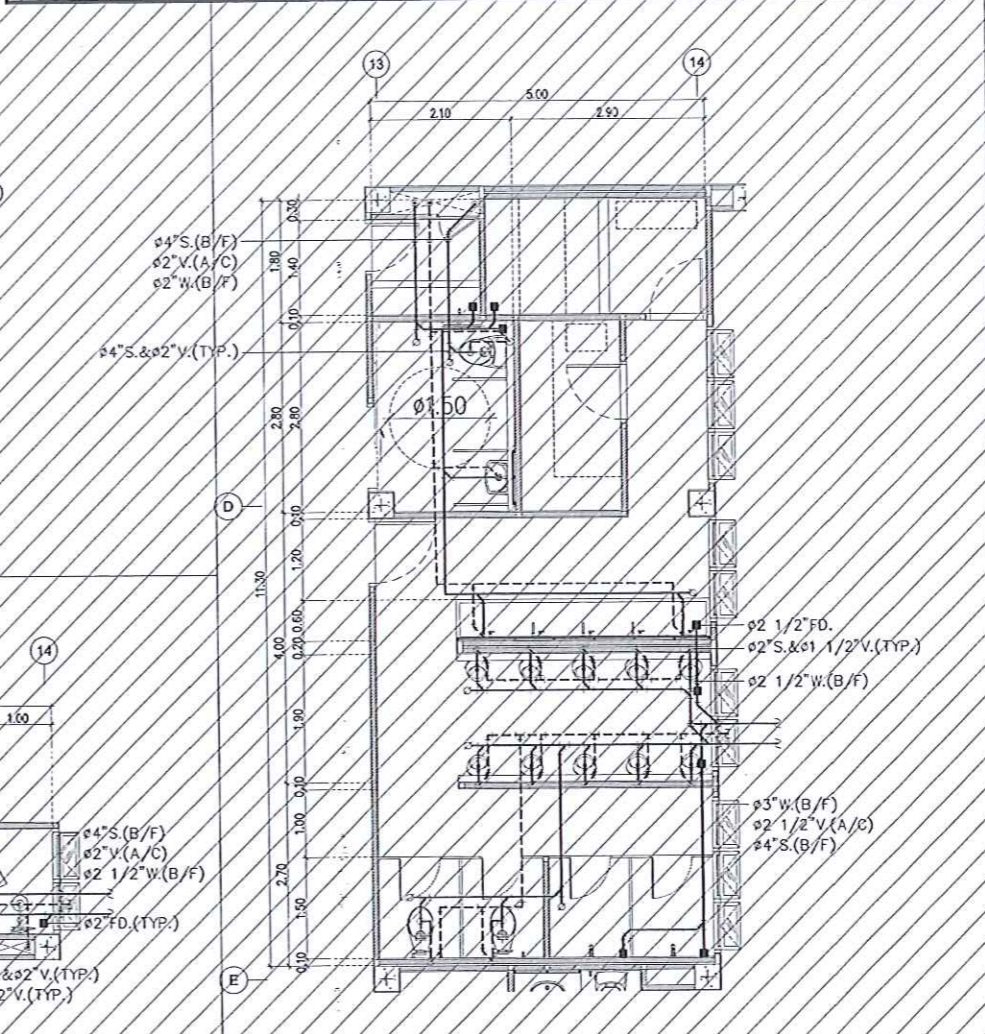 13
14
5.00
2.10
2.90
ø4"S.(B/F)
ø2"V.(A/C)
ø2"W.(B/F)
ø4"S.&ø2"V.(TYP.)
ø1.50
0.30
1.80
1.40
0.10
2.80
2.80
D
0.10
11.30
1.20
0.60
4.00
0.20
1.90
0.10
1.00
2.70
1.50
0.10
E
ø2 1/2"FD.
ø2"S.&ø1 1/2"V.(TYP.)
ø2 1/2"W.(B/F)
ø3"W.(B/F)
ø2 1/2"V.(A/C)
ø4"S.(B/F)
14
1.00
ø4"S.(B/F)
ø2"V.(A/C)
ø2 1/2"W.(B/F)
ø2"FD.(TYP.)
&ø2"V.(TYP.)
2"V.(TYP.)